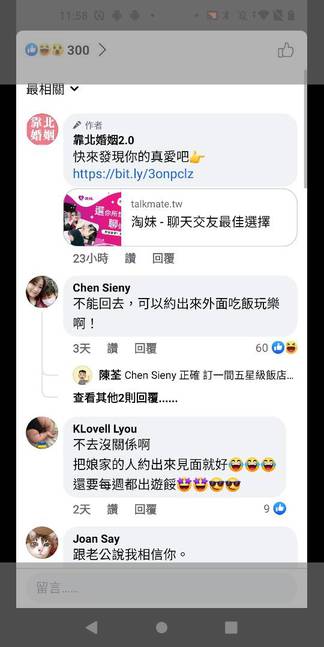 11:58
300
最相關
靠北
婚姻
作者
靠北婚姻2.0
快來發現你的真愛吧👉
https://bit.ly/3onpclz
talkmate.tw
淘妹 - 聊天交友最佳選擇
23小時 讚 回覆
Chen Sieny
不能回去，可以約出來外面吃飯玩樂
啊！
3天 讚 回覆 60
陳荃 Chen Sieny 正確 訂一間五星級飯店...
查看其他2則回覆......
KLovell Lyou
不去沒關係啊
把娘家的人約出來見面就好😂😂😂
還要每週都出遊餒🤩🤩😎😎
2天 讚 回覆 9
Joan Say
跟老公說我相信你。
留言......